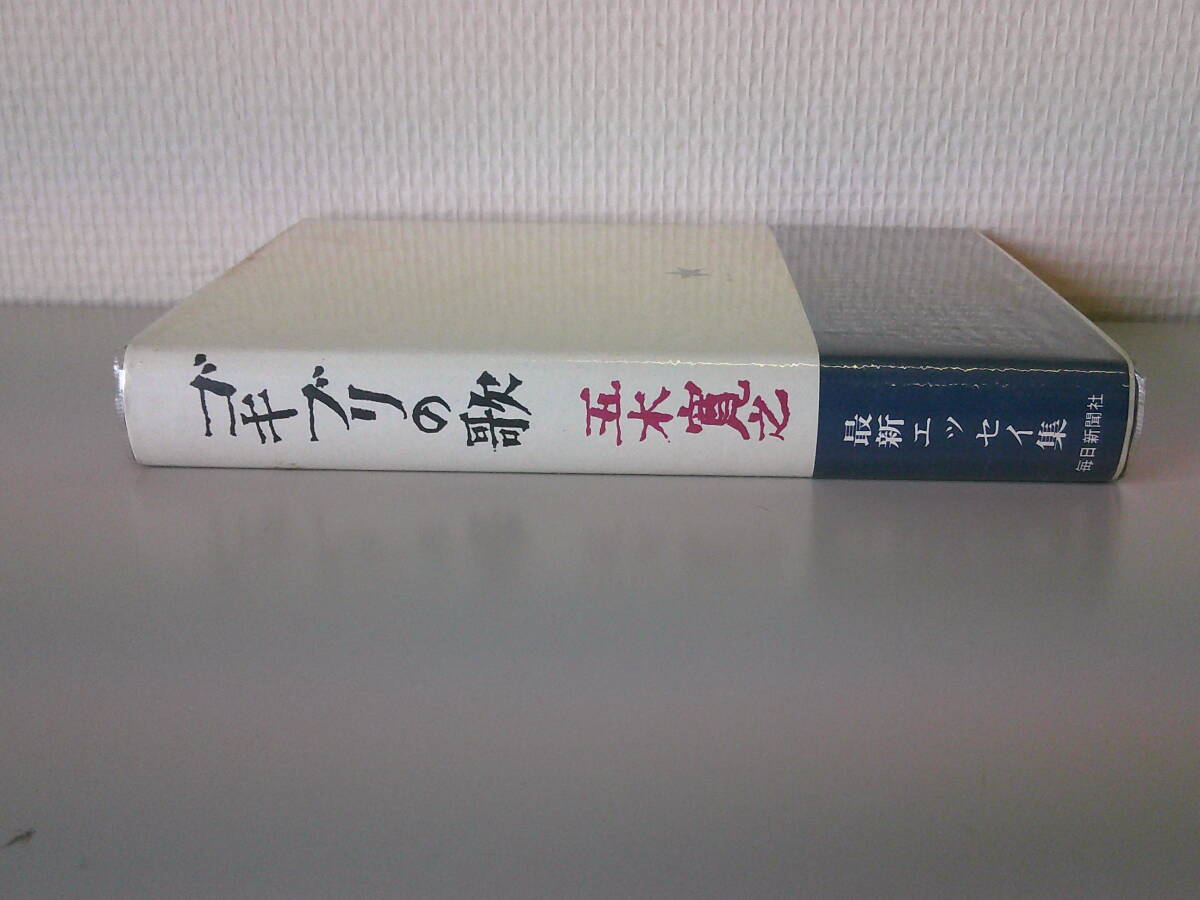 ゴキブリの歌
五木寛之
最新エッセイ集
毎日新聞社